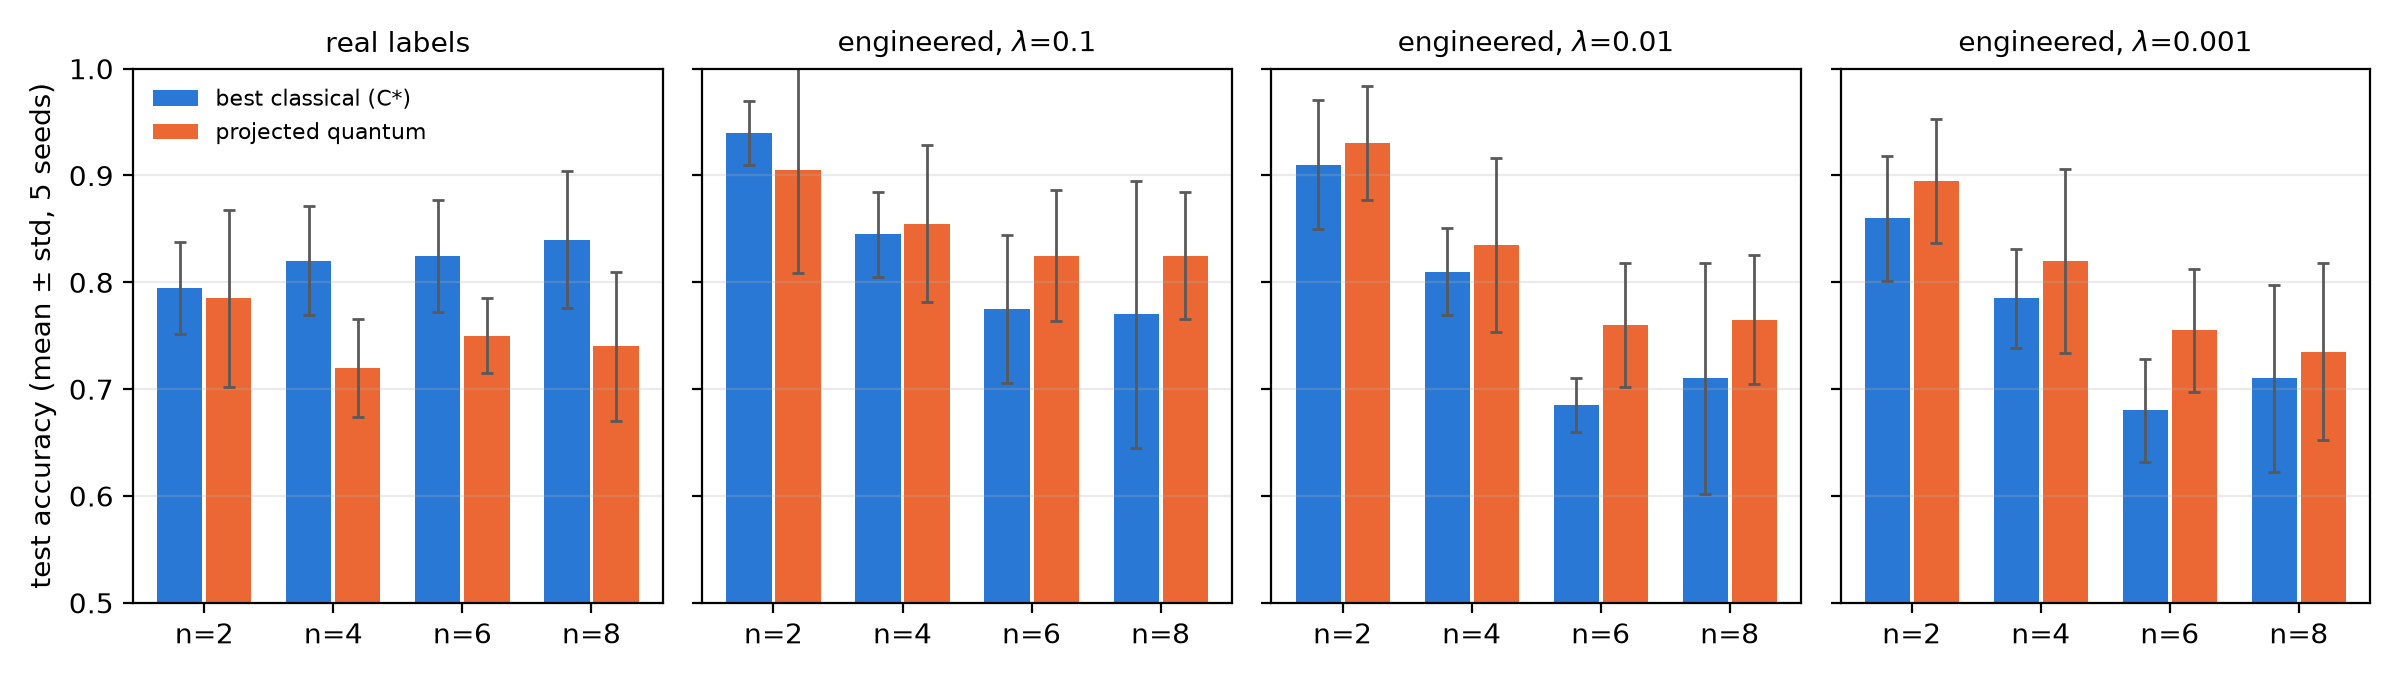 real labels
engineered, λ=0.1
engineered, λ=0.01
engineered, λ=0.001
test accuracy (mean ± std, 5 seeds)
1.0
0.9
0.8
0.7
0.6
0.5
best classical (C*)
projected quantum
n=2 n=4 n=6 n=8
n=2 n=4 n=6 n=8
n=2 n=4 n=6 n=8
n=2 n=4 n=6 n=8